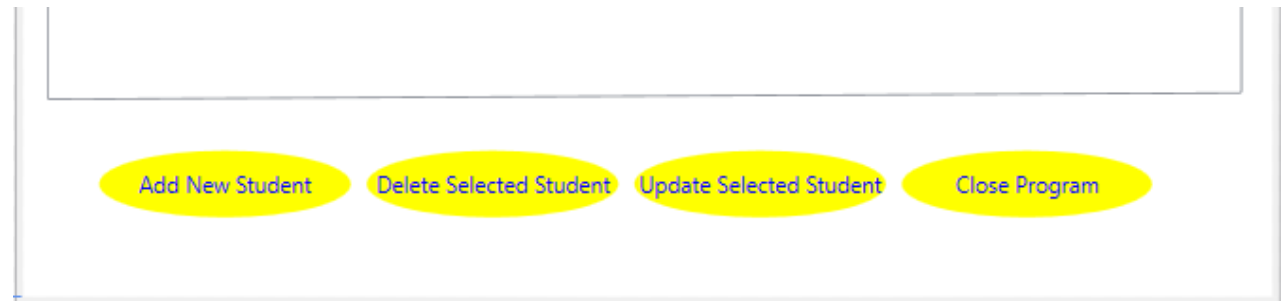 Add New Student
Delete Selected Student
Update Selected Student
Close Program